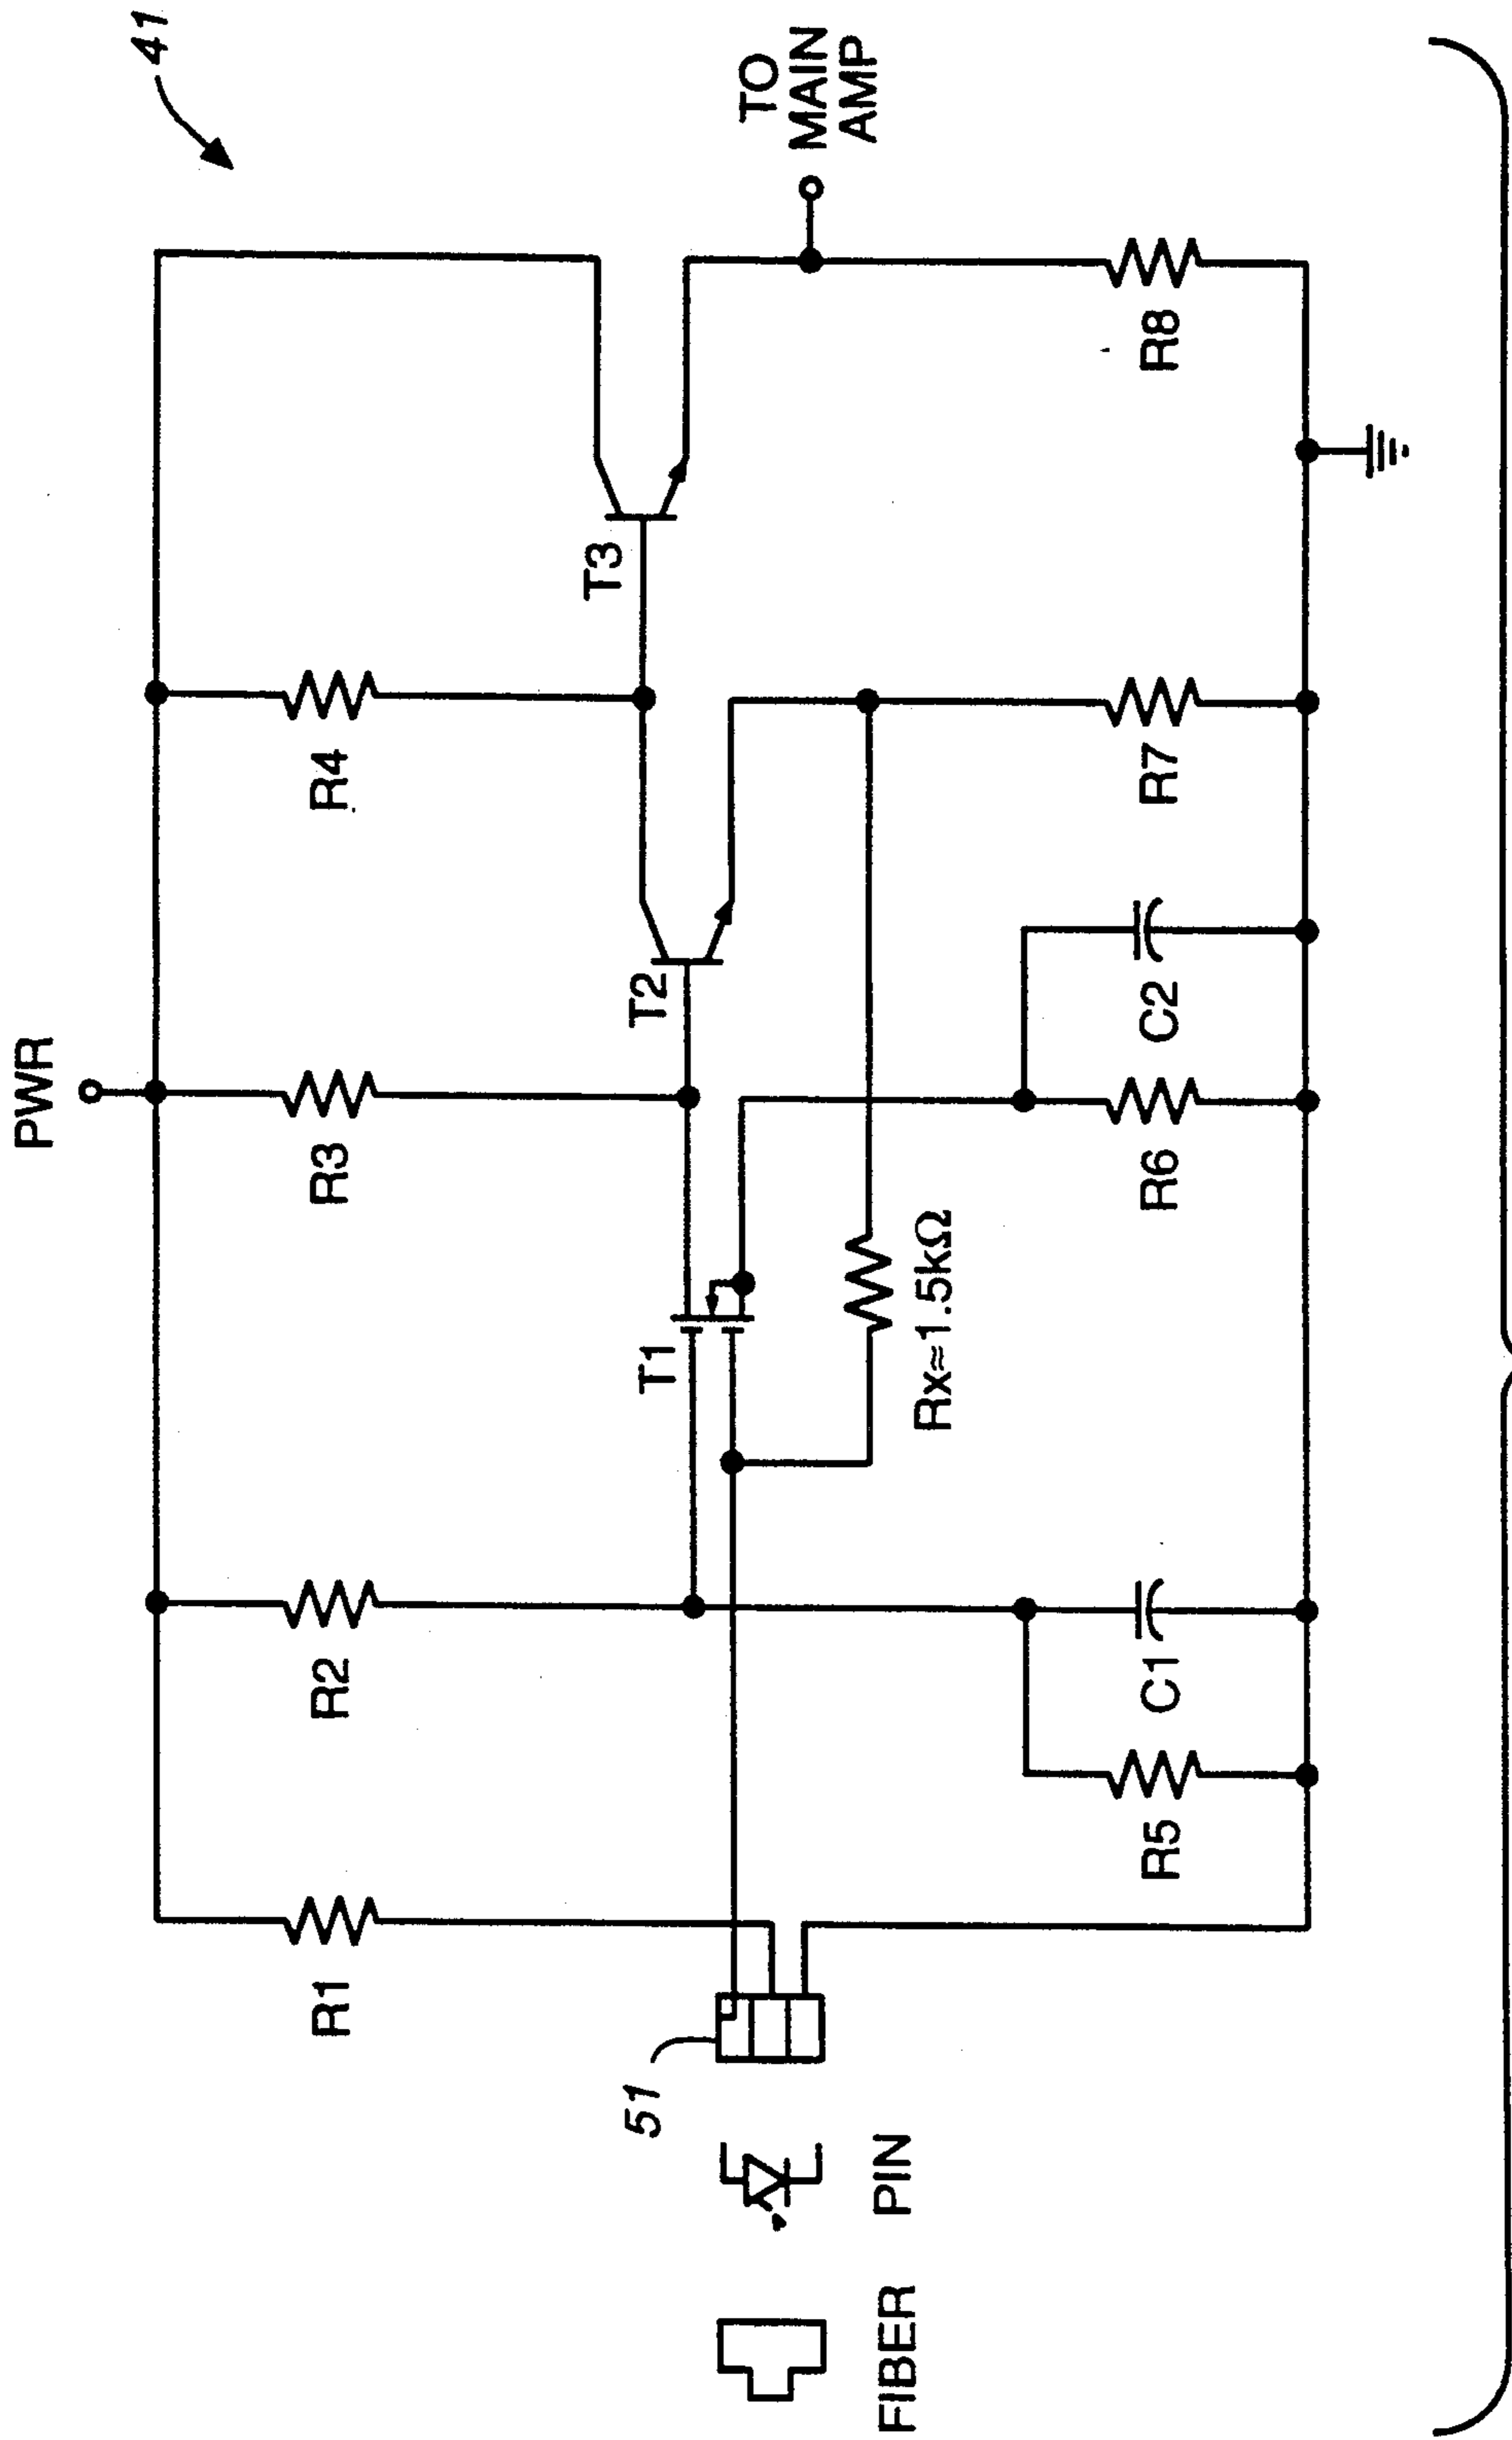 41
PWR
R1
R2
R3
R4
T1
T2
T3
TO
MAIN
AMP
51
Rx≈1.5kΩ
FIBER
PIN
R5
C1
R6
C2
R7
R8